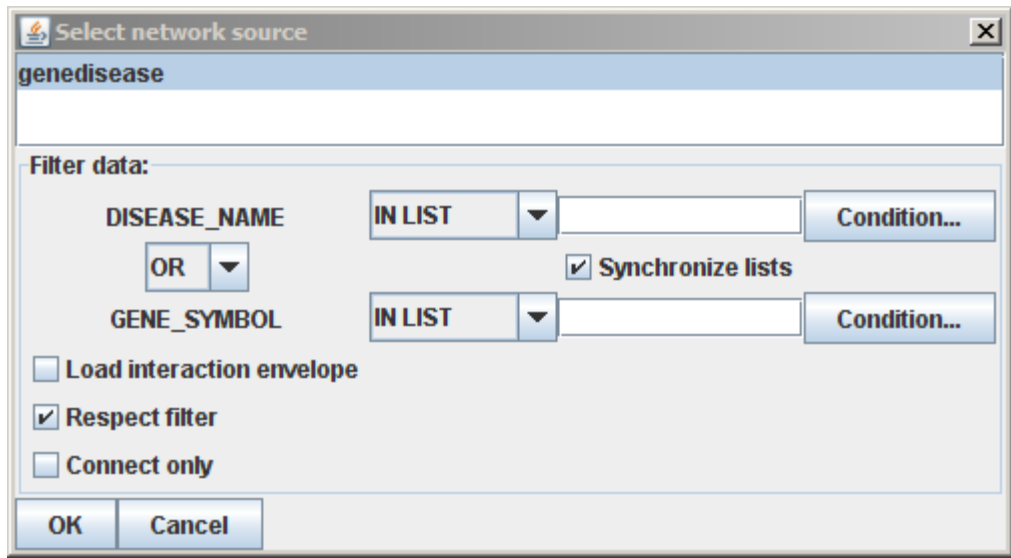 Select network source
genedisease
Filter data:
DISEASE_NAME IN LIST Condition...
OR Synchronize lists
GENE_SYMBOL IN LIST Condition...
Load interaction envelope
Respect filter
Connect only
OK Cancel